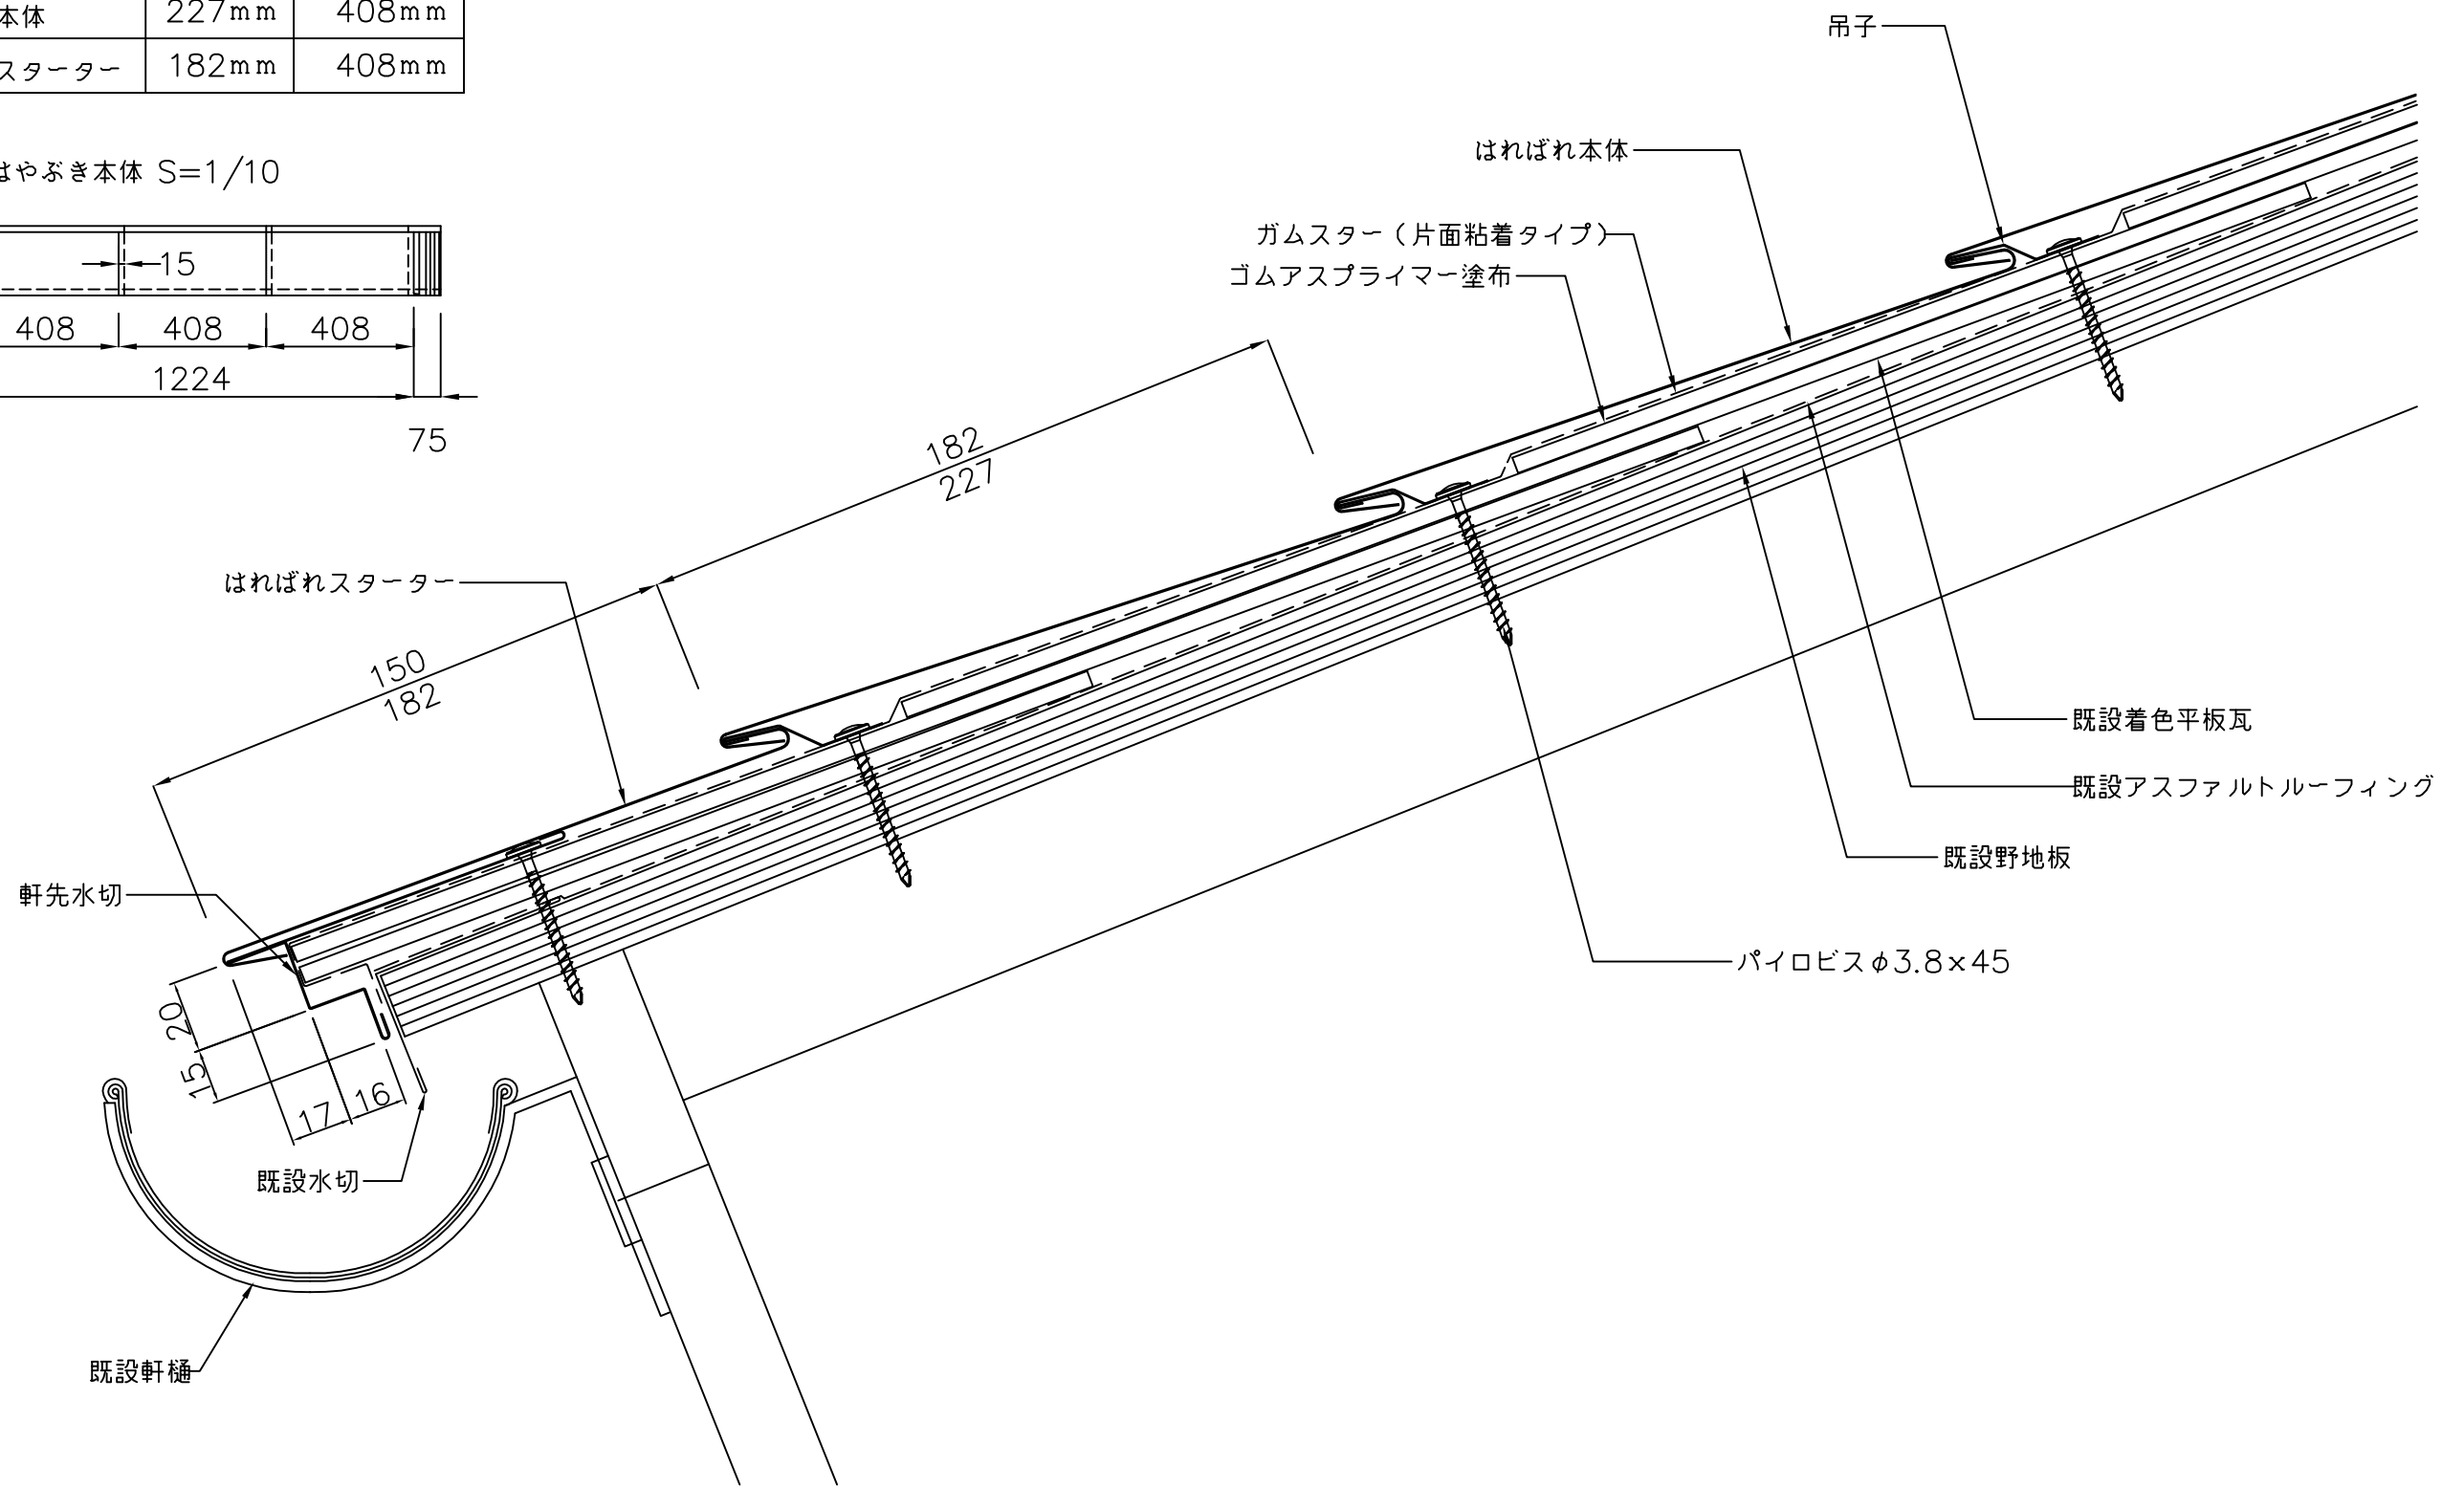 本体 227mm 408mm
スターター 182mm 408mm
はやぶき本体 S=1/10
15
408 408 408
1224
75
吊子
はればれ本体
ガムスター(片面粘着タイプ)
ゴムアスプライマー塗布
182
227
はればれスターター
150
182
軒先水切
20
15
17
16
既設水切
既設軒樋
既設着色平板瓦
既設アスファルトルーフィング
既設野地板
パイロビスφ3.8x45